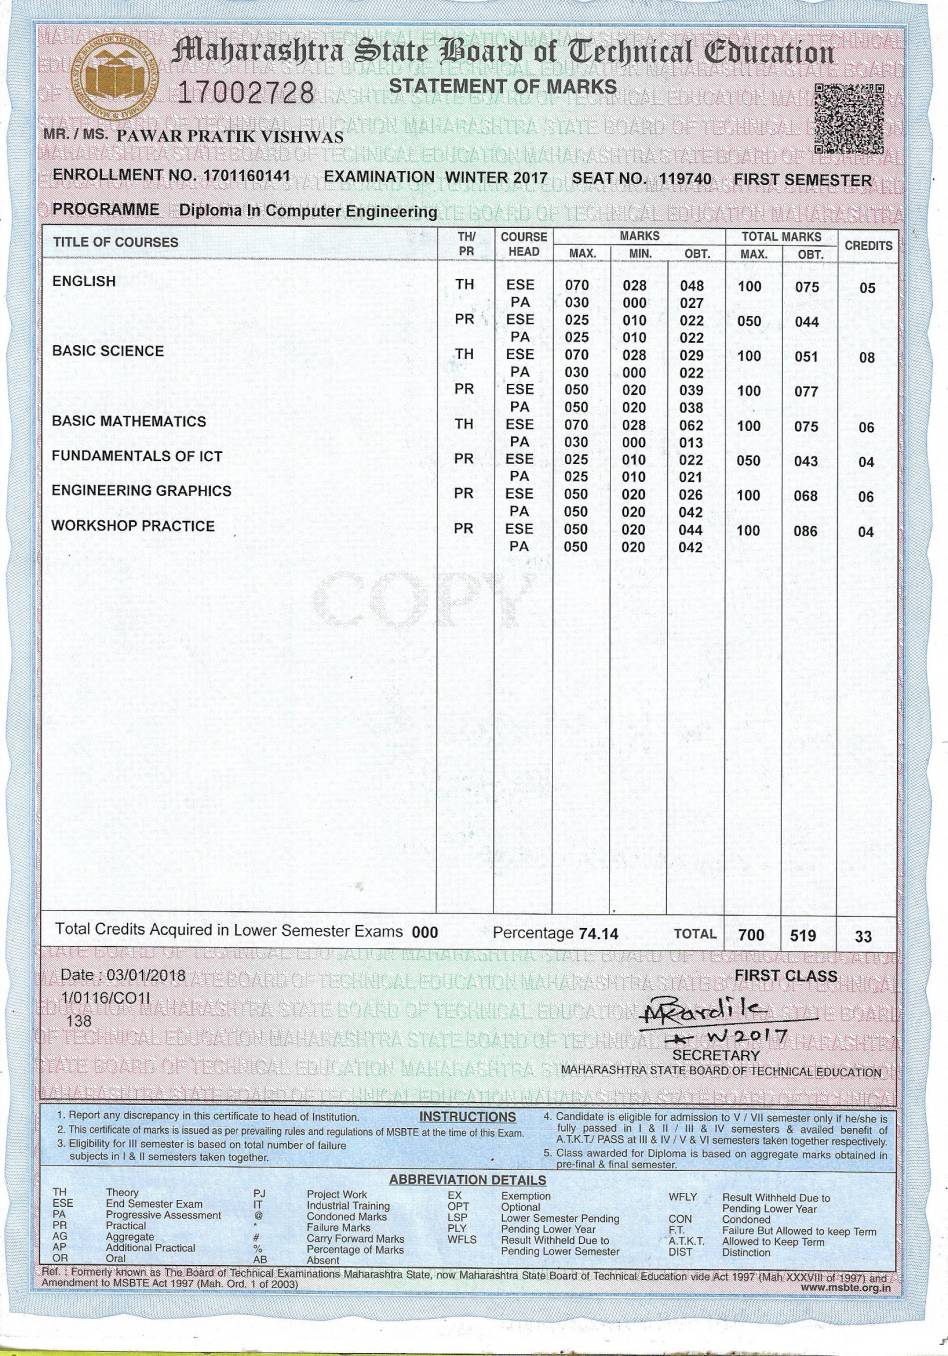 Maharashtra State Board of Technical Education
17002728
STATEMENT OF MARKS
MR. / MS. PAWAR PRATIK VISHWAS
ENROLLMENT NO. 1701160141 EXAMINATION WINTER 2017 SEAT NO. 119740 FIRST SEMESTER
PROGRAMME Diploma In Computer Engineering
TITLE OF COURSES TH/ PR COURSE HEAD MARKS MAX. MIN. OBT. TOTAL MARKS MAX. OBT. CREDITS
ENGLISH TH ESE 070 028 048 100 075 05
PA 030 000 027
PR ESE 025 010 022 050 044
PA 025 010 022
BASIC SCIENCE TH ESE 070 028 029 100 051 08
PA 030 000 022
PR ESE 050 020 039 100 077
PA 050 020 038
BASIC MATHEMATICS TH ESE 070 028 062 100 075 06
PA 030 000 013
FUNDAMENTALS OF ICT PR ESE 025 010 022 050 043 04
PA 025 010 021
ENGINEERING GRAPHICS PR ESE 050 020 026 100 068 06
PA 050 020 042
WORKSHOP PRACTICE PR ESE 050 020 044 100 086 04
PA 050 020 042
COPY
Total Credits Acquired in Lower Semester Exams 000 Percentage 74.14 TOTAL 700 519 33
Date : 03/01/2018 FIRST CLASS
1/0116/CO1I
138
W2017
SECRETARY
MAHARASHTRA STATE BOARD OF TECHNICAL EDUCATION
INSTRUCTIONS
1. Report any discrepancy in this certificate to head of Institution.
2. This certificate of marks is issued as per prevailing rules and regulations of MSBTE at the time of this Exam.
3. Eligibility for III semester is based on total number of failure
subjects in I & II semesters taken together.
4. Candidate is eligible for admission to V / VII semester only if he/she is
fully passed in I & II / III & IV semesters & availed benefit of
A.T.K.T./ PASS at III & IV / V & VI semesters taken together respectively.
5. Class awarded for Diploma is based on aggregate marks obtained in
pre-final & final semester.
ABBREVIATION DETAILS
TH Theory
ESE End Semester Exam
PA Progressive Assessment
PR Practical
AG Aggregate
AP Additional Practical
OR Oral
PJ Project Work
IT Industrial Training
@ Condoned Marks
* Failure Marks
# Carry Forward Marks
% Percentage of Marks
AB Absent
EX Exemption
OPT Optional
LSP Lower Semester Pending
PLY Pending Lower Year
WFLS Result Withheld Due to
Pending Lower Semester
WFLY Result Withheld Due to
Pending Lower Year
CON Condoned
F.T. Failure But Allowed to keep Term
A.T.K.T. Allowed to Keep Term
DIST Distinction
Ref. : Formerly known as The Board of Technical Examinations Maharashtra State, now Maharashtra State Board of Technical Education vide Act 1997 (Mah XXXVIII of 1997) and
Amendment to MSBTE Act 1997 (Mah. Ord. 1 of 2003) www.msbte.org.in